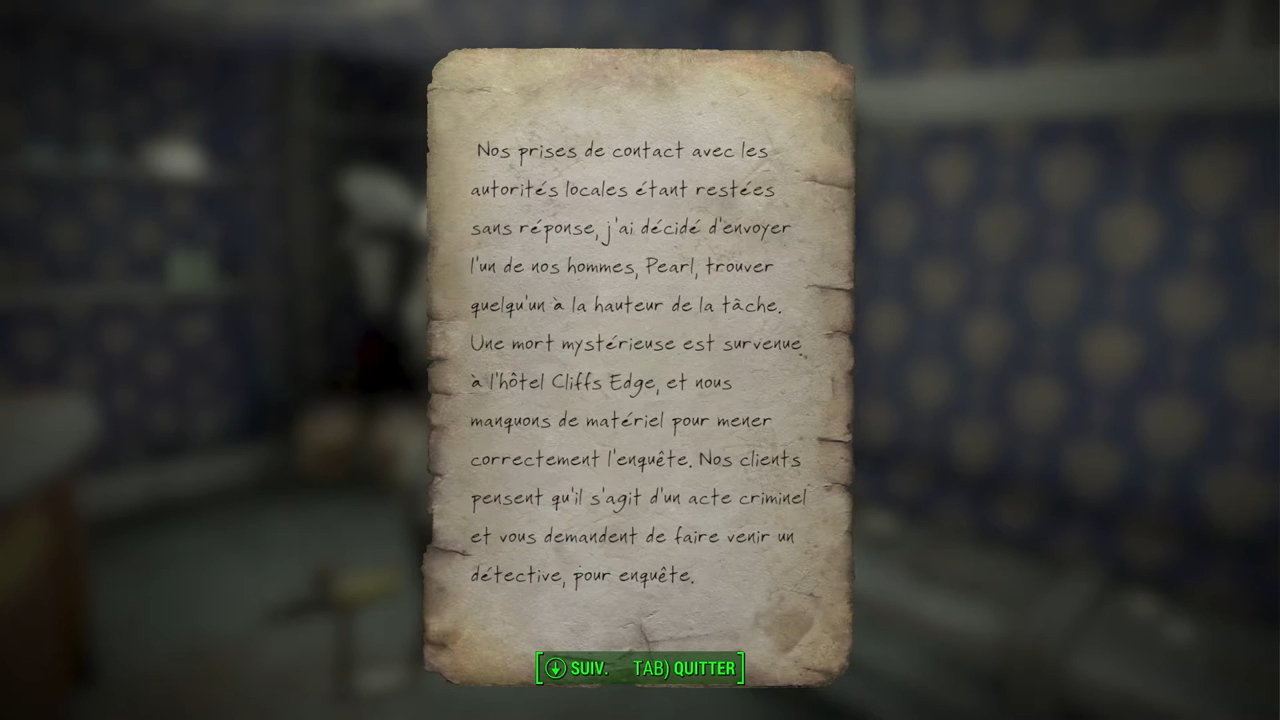 Nos prises de contact avec les
autorités locales étant restées
sans réponse, j'ai décidé d'envoyer
l'un de nos hommes, Pearl, trouver
quelqu'un à la hauteur de la tâche.
Une mort mystérieuse est survenue
à l'hôtel Cliffs Edge, et nous
manquons de matériel pour mener
correctement l'enquête. Nos clients
pensent qu'il s'agit d'un acte criminel
et vous demandent de faire venir un
détective, pour enquête.
SUIV. TAB) QUITTER